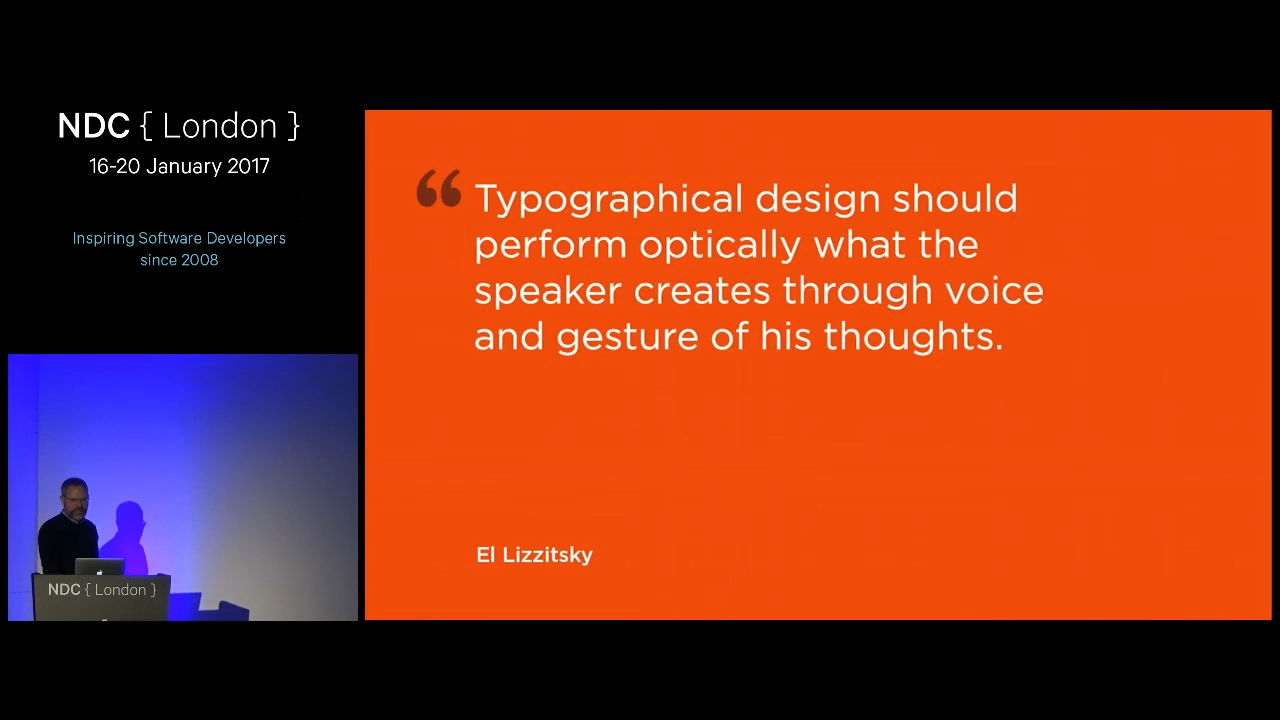 NDC { London }
16-20 January 2017
Inspiring Software Developers
since 2008
“ Typographical design should
perform optically what the
speaker creates through voice
and gesture of his thoughts.
El Lizzitsky
NDC { London }